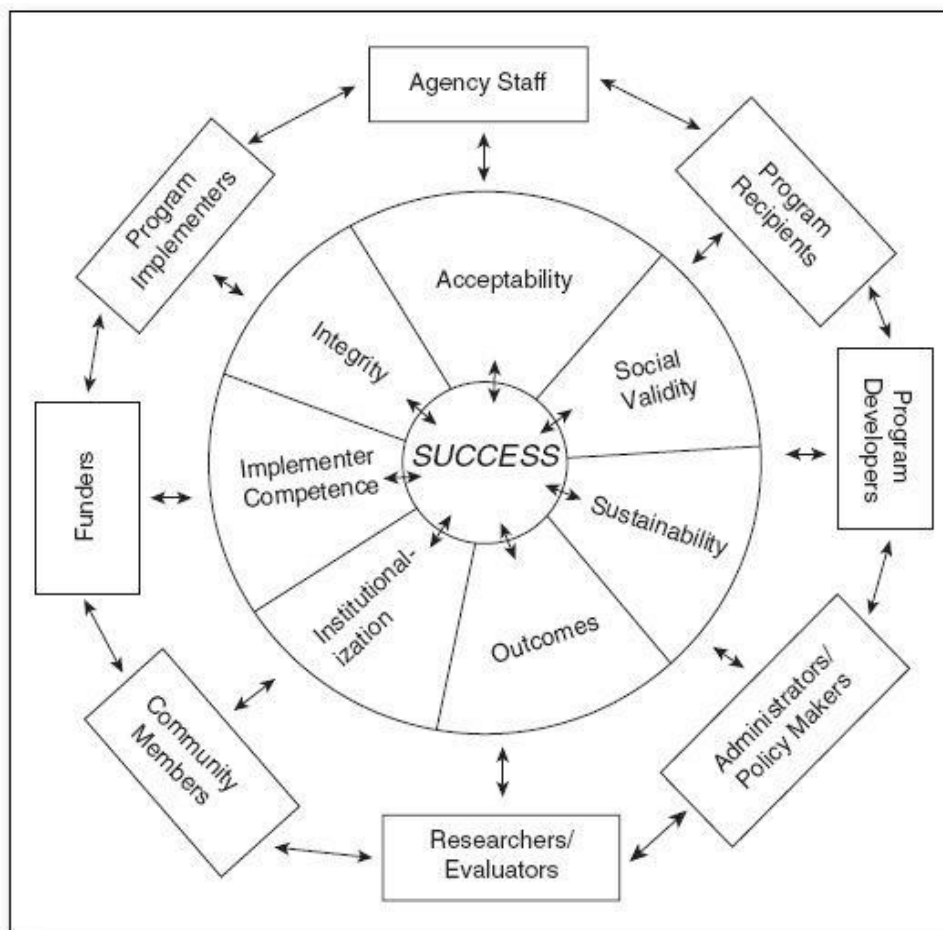 Agency Staff
Program
Implementers
Program
Recipients
Acceptability
Integrity
Social
Validity
Program
Developers
SUCCESS
Implementer
Competence
Funders
Sustainability
Institutional-
ization
Outcomes
Community
Members
Administrators/
Policy Makers
Researchers/
Evaluators